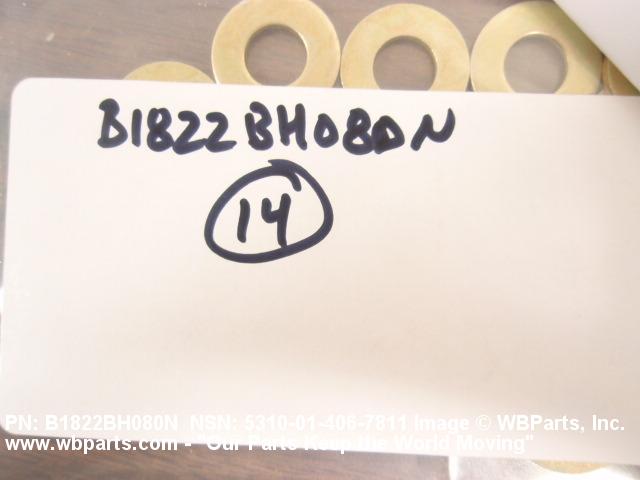 B1822BH080N
14
PN: B1822BH080N NSN: 5310-01-406-7811 Image © WBParts, Inc.
www.wbparts.com - "Our Parts Keep the World Moving"